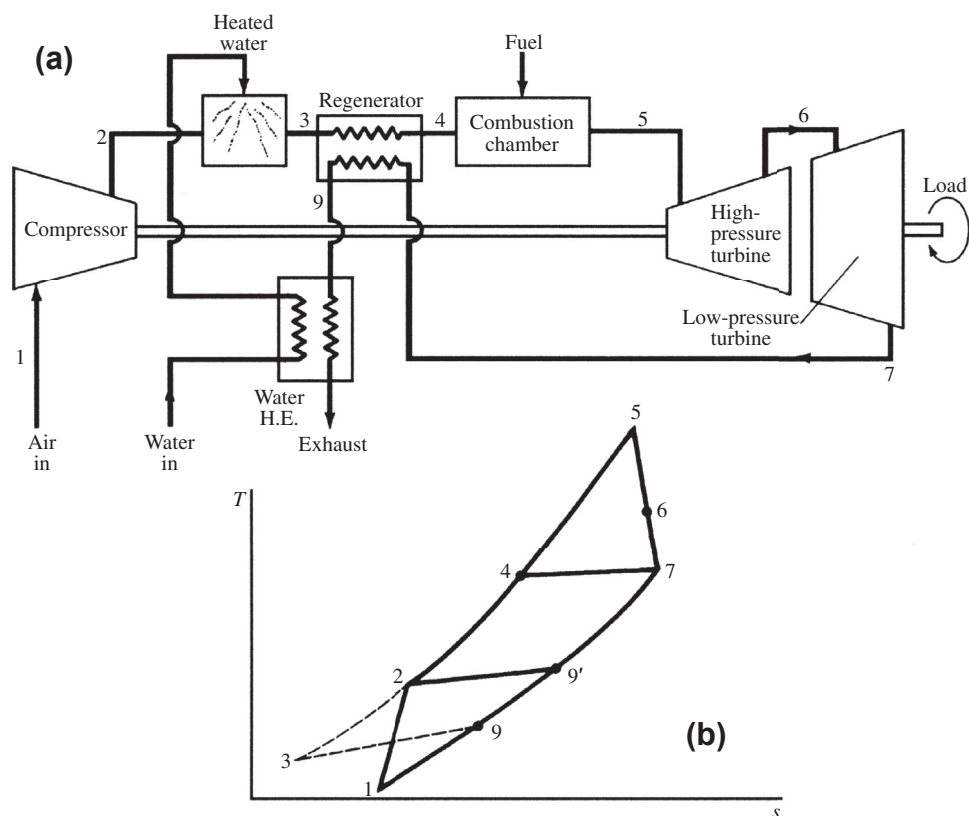 (a)
Heated
water
Fuel
2
3
Regenerator
4
Combustion
chamber
5
6
Compressor
9
High-
pressure
turbine
Load
Low-pressure
turbine
1
7
Water
H.E.
Air
in
Water
in
Exhaust
T
5
6
4
7
2
9'
9
3
1
(b)
s